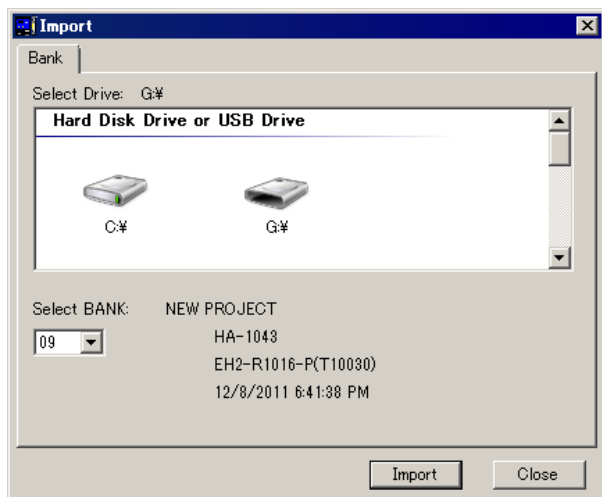 Import
Bank
Select Drive: G:¥
Hard Disk Drive or USB Drive
C:¥ G:¥
Select BANK: NEW PROJECT
09 HA-1043
EH2-R1016-P(T10030)
12/8/2011 6:41:38 PM
Import Close